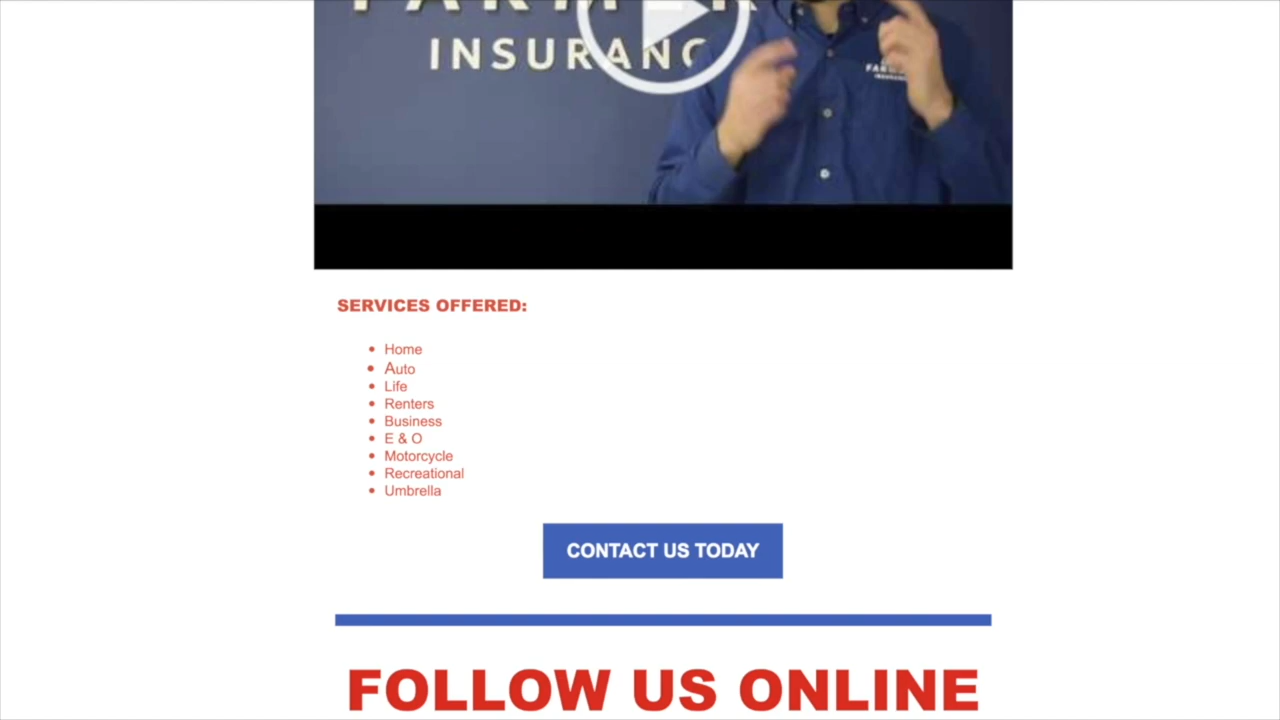 INSURANC
SERVICES OFFERED:
Home
Auto
Life
Renters
Business
E & O
Motorcycle
Recreational
Umbrella
CONTACT US TODAY
FOLLOW US ONLINE